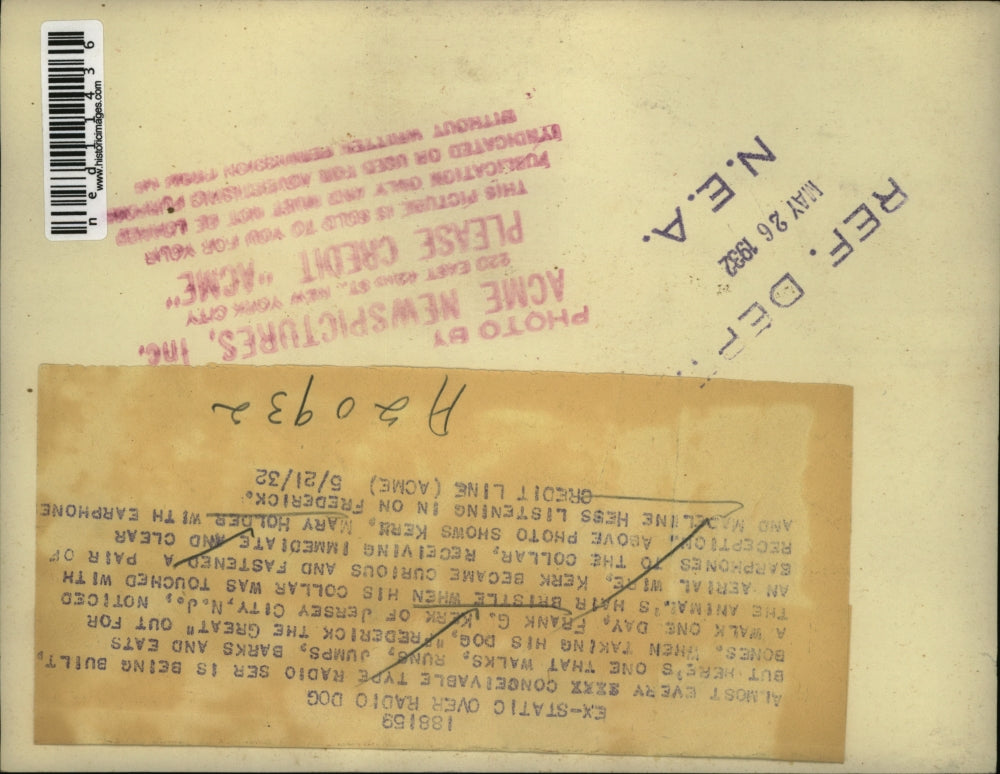 188159
EX-STATIC OVER RADIO DOG
ALMOST EVERY CONCEIVABLE TYPE RADIO SER IS BEING BUILT,
BUT HERE'S ONE THAT WALKS, RUNS, JUMPS, BARKS AND EATS
BONES. WHEN TAKING HIS DOG, "FREDERICK THE GREAT" OUT FOR
A WALK ONE DAY, FRANK G. KERK OF JERSEY CITY, N.J., NOTICED
THE ANIMAL'S HAIR BRISTLE WHEN HIS COLLAR WAS TOUCHED WITH
AN AERIAL WIRE. KERK BECAME CURIOUS AND FASTENED A PAIR OF
EARPHONES TO THE COLLAR, RECEIVING IMMEDIATE AND CLEAR
RECEPTION. ABOVE PHOTO SHOWS KERK, MARY HOLDER WITH EARPHONE
AND MADELINE HESS LISTENING IN ON FREDERICK.
CREDIT LINE (ACME) 5/21/32
A20932
PHOTO BY
ACME NEWSPICTURES, Inc.
220 EAST 42ND ST., NEW YORK CITY
PLEASE CREDIT "ACME"
THIS PICTURE IS SOLD TO YOU FOR YOUR
PUBLICATION ONLY AND MUST NOT BE LOANED
SYNDICATED OR USED FOR ADVERTISING PURPOSES
WITHOUT WRITTEN PERMISSION FROM US
REF. DEP
MAY 26 1932
N.E.A.
ned11436
www.historicimages.com